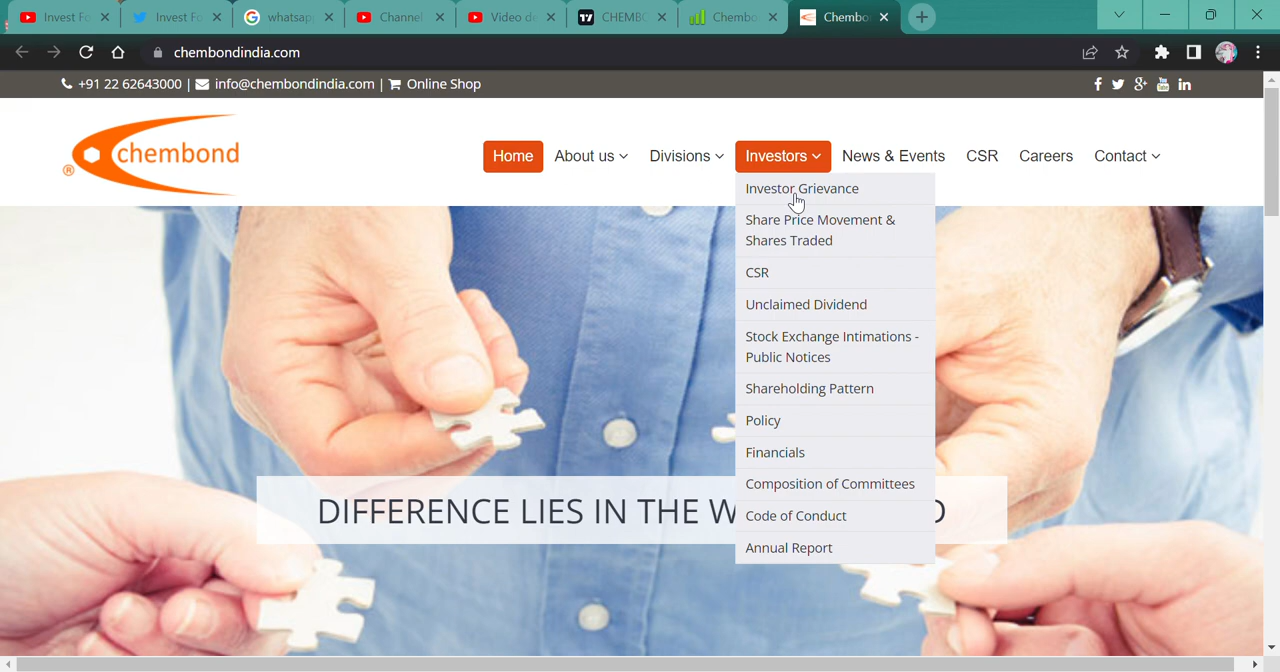 Invest Fo
Invest Fo
whatsap
Channel
Video de
CHEMBO
Chembo
Chembo
chembondindia.com
+91 22 62643000 | info@chembondindia.com | Online Shop
chembond
Home
About us
Divisions
Investors
News & Events
CSR
Careers
Contact
Investor Grievance
Share Price Movement &
Shares Traded
CSR
Unclaimed Dividend
Stock Exchange Intimations -
Public Notices
Shareholding Pattern
Policy
Financials
Composition of Committees
Code of Conduct
Annual Report
DIFFERENCE LIES IN THE W